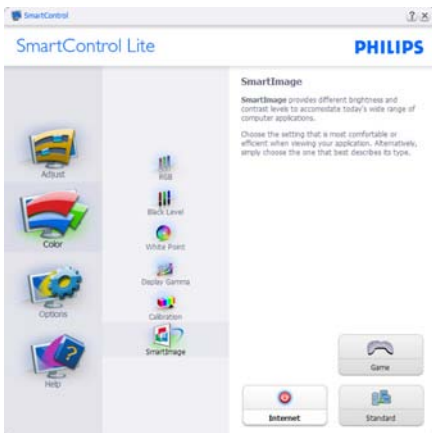 SmartControl
SmartControl Lite
PHILIPS
Adjust
Color
Options
Help
RGB
Black Level
White Point
Display Gamma
Calibration
SmartImage
SmartImage
SmartImage provides different brightness and
contrast levels to accomodate today's wide range of
computer applications.
Choose the setting that is most comfortable or
efficient when viewing your application. Alternatively,
simply choose the one that best describes its type.
Game
Internet
Standard